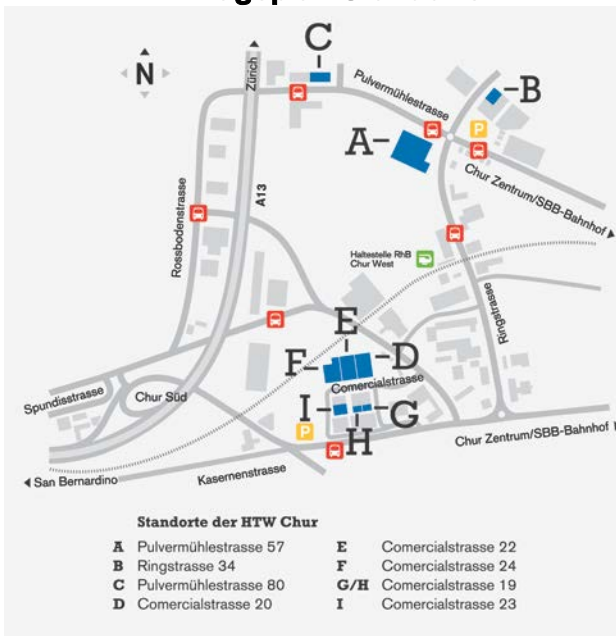 C
N
Zürich
Pulvermühlestrasse
B
P
A
Chur Zentrum/SBB-Bahnhof
A13
Rossbodenstrasse
Haltestelle RhB
Chur West
Ringstrasse
E
F
D
Comercialstrasse
Spundisstrasse
Chur Süd
I
G
H
P
Chur Zentrum/SBB-Bahnhof
Kasernenstrasse
San Bernardino
Standorte der HTW Chur
A Pulvermühlestrasse 57
B Ringstrasse 34
C Pulvermühlestrasse 80
D Comercialstrasse 20
E Comercialstrasse 22
F Comercialstrasse 24
G/H Comercialstrasse 19
I Comercialstrasse 23